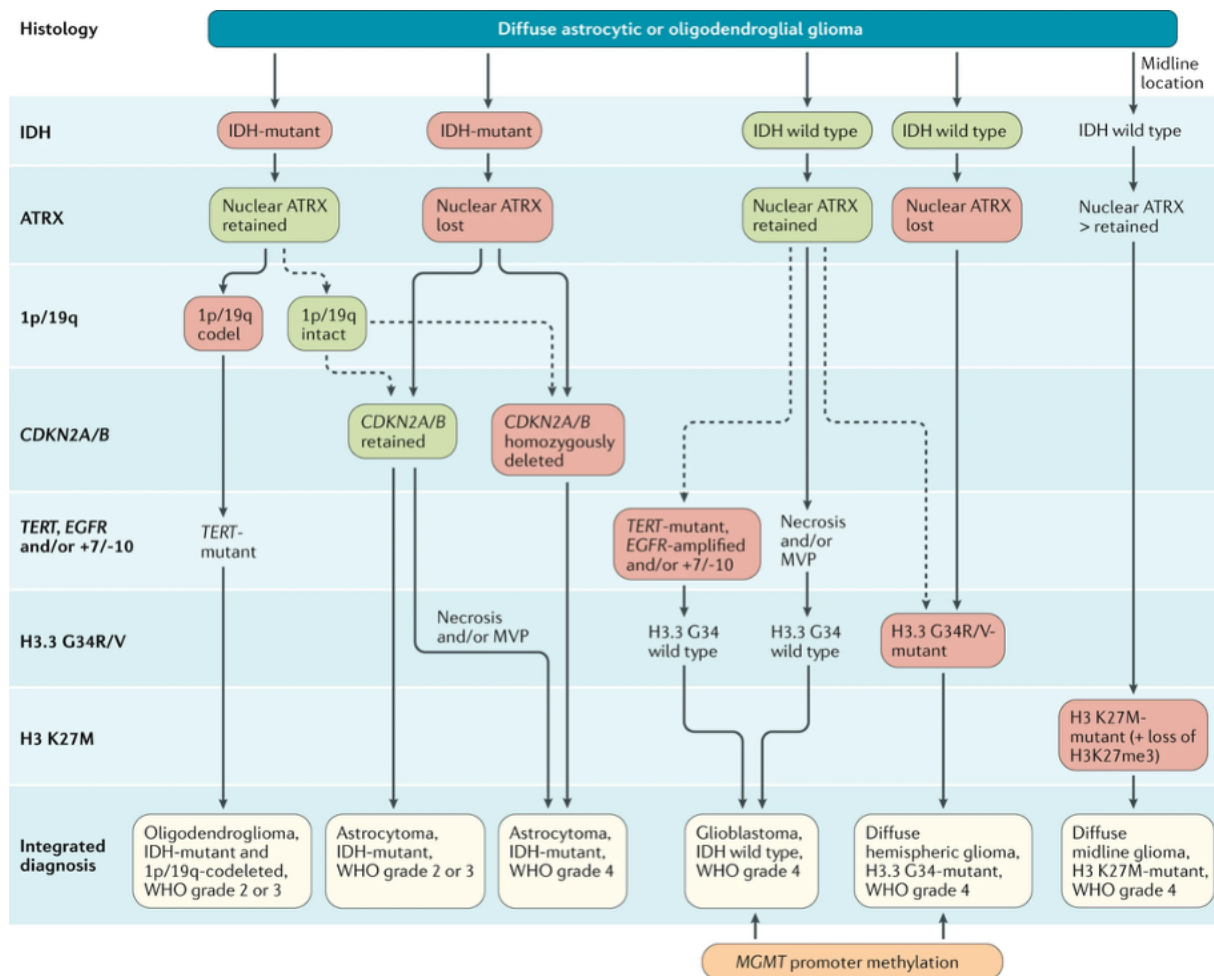 Histology
Diffuse astrocytic or oligodendroglial glioma
Midline
location
IDH
IDH-mutant
IDH-mutant
IDH wild type
IDH wild type
IDH wild type
ATRX
Nuclear ATRX
retained
Nuclear ATRX
lost
Nuclear ATRX
retained
Nuclear ATRX
lost
Nuclear ATRX
> retained
1p/19q
1p/19q
codel
1p/19q
intact
CDKN2A/B
CDKN2A/B
retained
CDKN2A/B
homozygously
deleted
TERT, EGFR
and/or +7/-10
TERT-
mutant
TERT-mutant,
EGFR-amplified
and/or +7/-10
Necrosis
and/or
MVP
H3.3 G34R/V
Necrosis
and/or MVP
H3.3 G34
wild type
H3.3 G34
wild type
H3.3 G34R/V-
mutant
H3 K27M
H3 K27M-
mutant (+ loss of
H3K27me3)
Integrated
diagnosis
Oligodendroglioma,
IDH-mutant and
1p/19q-codeleted,
WHO grade 2 or 3
Astrocytoma,
IDH-mutant,
WHO grade 2 or 3
Astrocytoma,
IDH-mutant,
WHO grade 4
Glioblastoma,
IDH wild type,
WHO grade 4
Diffuse
hemispheric glioma,
H3.3 G34-mutant,
WHO grade 4
Diffuse
midline glioma,
H3 K27M-mutant,
WHO grade 4
MGMT promoter methylation